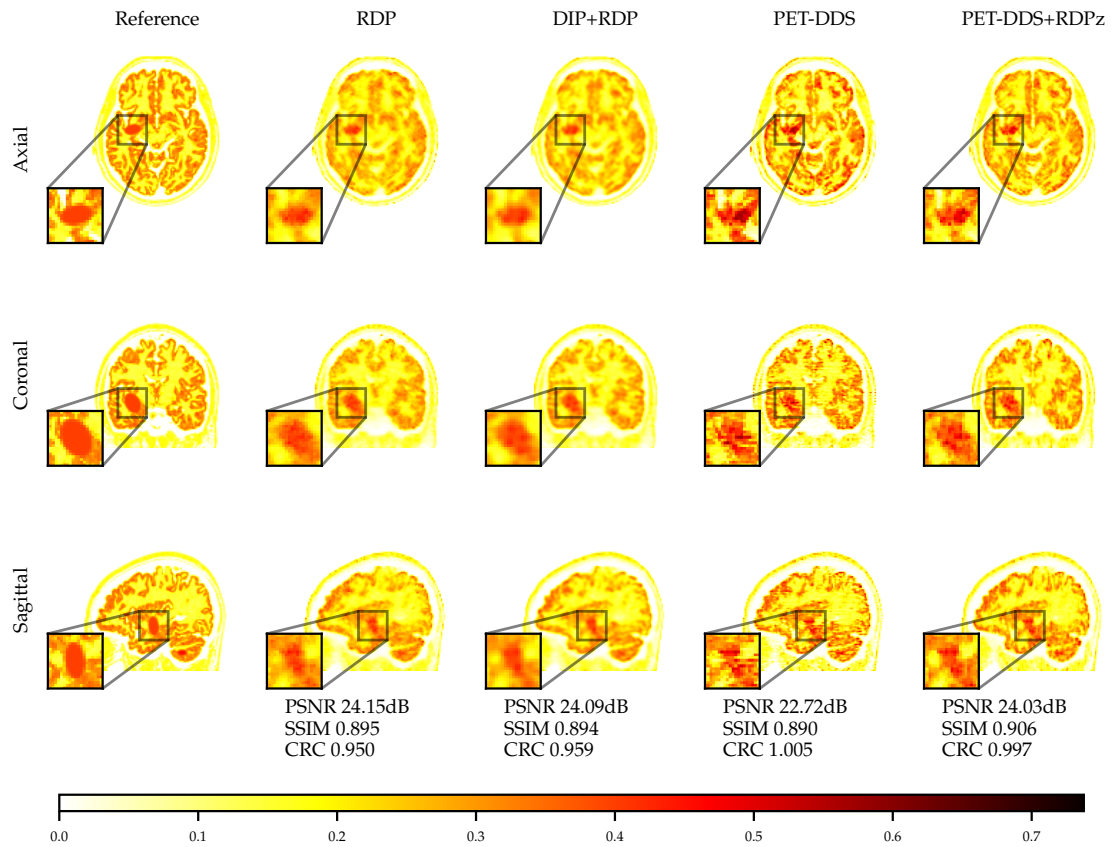 Reference RDP DIP+RDP PET-DDS PET-DDS+RDPz
Axial
Coronal
Sagittal
PSNR 24.15dB PSNR 24.09dB PSNR 22.72dB PSNR 24.03dB
SSIM 0.895 SSIM 0.894 SSIM 0.890 SSIM 0.906
CRC 0.950 CRC 0.959 CRC 1.005 CRC 0.997
0.0 0.1 0.2 0.3 0.4 0.5 0.6 0.7